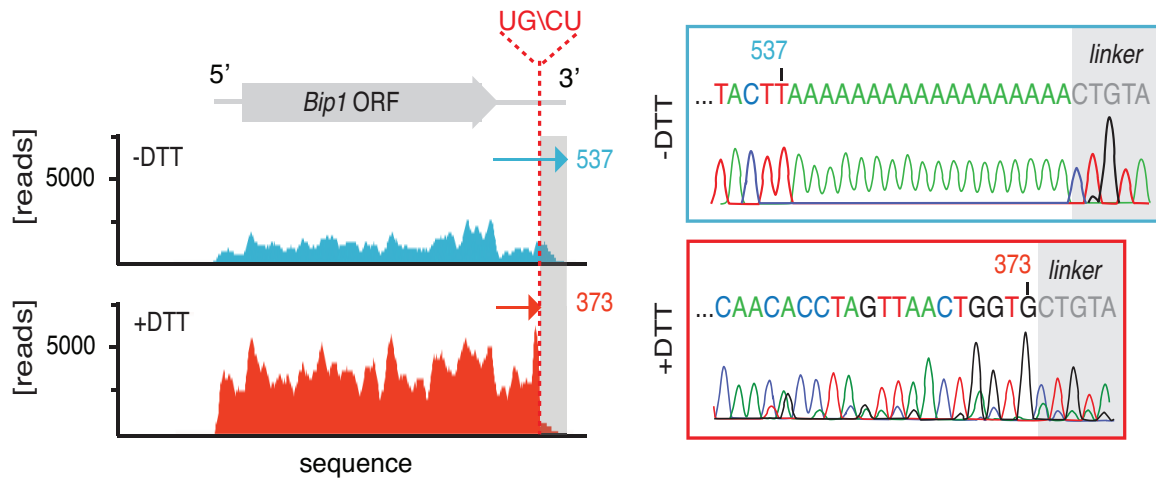 UG\CU
5'
3'
Bip1 ORF
-DTT
537
5000
[reads]
+DTT
373
5000
[reads]
sequence
-DTT
537
linker
...TACTTAAAAAAAAAAAAAAAAAACTGTA
+DTT
373
linker
...CAACACCTAGTTAACTGGTGCTGTA